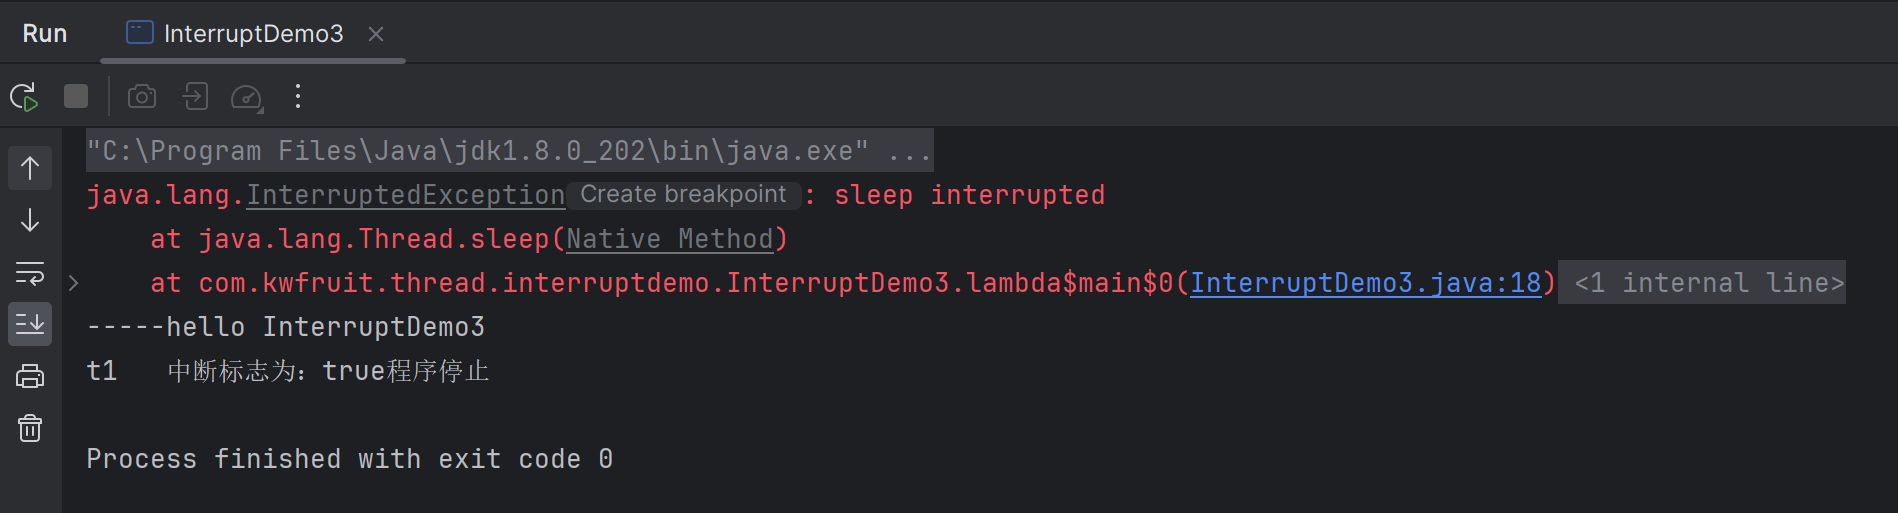 Run InterruptDemo3
"C:\Program Files\Java\jdk1.8.0_202\bin\java.exe" ...
java.lang.InterruptedException Create breakpoint : sleep interrupted
at java.lang.Thread.sleep(Native Method)
at com.kwfruit.thread.interruptdemo.InterruptDemo3.lambda$main$0(InterruptDemo3.java:18) <1 internal line>
-----hello InterruptDemo3
t1 中断标志为：true程序停止
Process finished with exit code 0